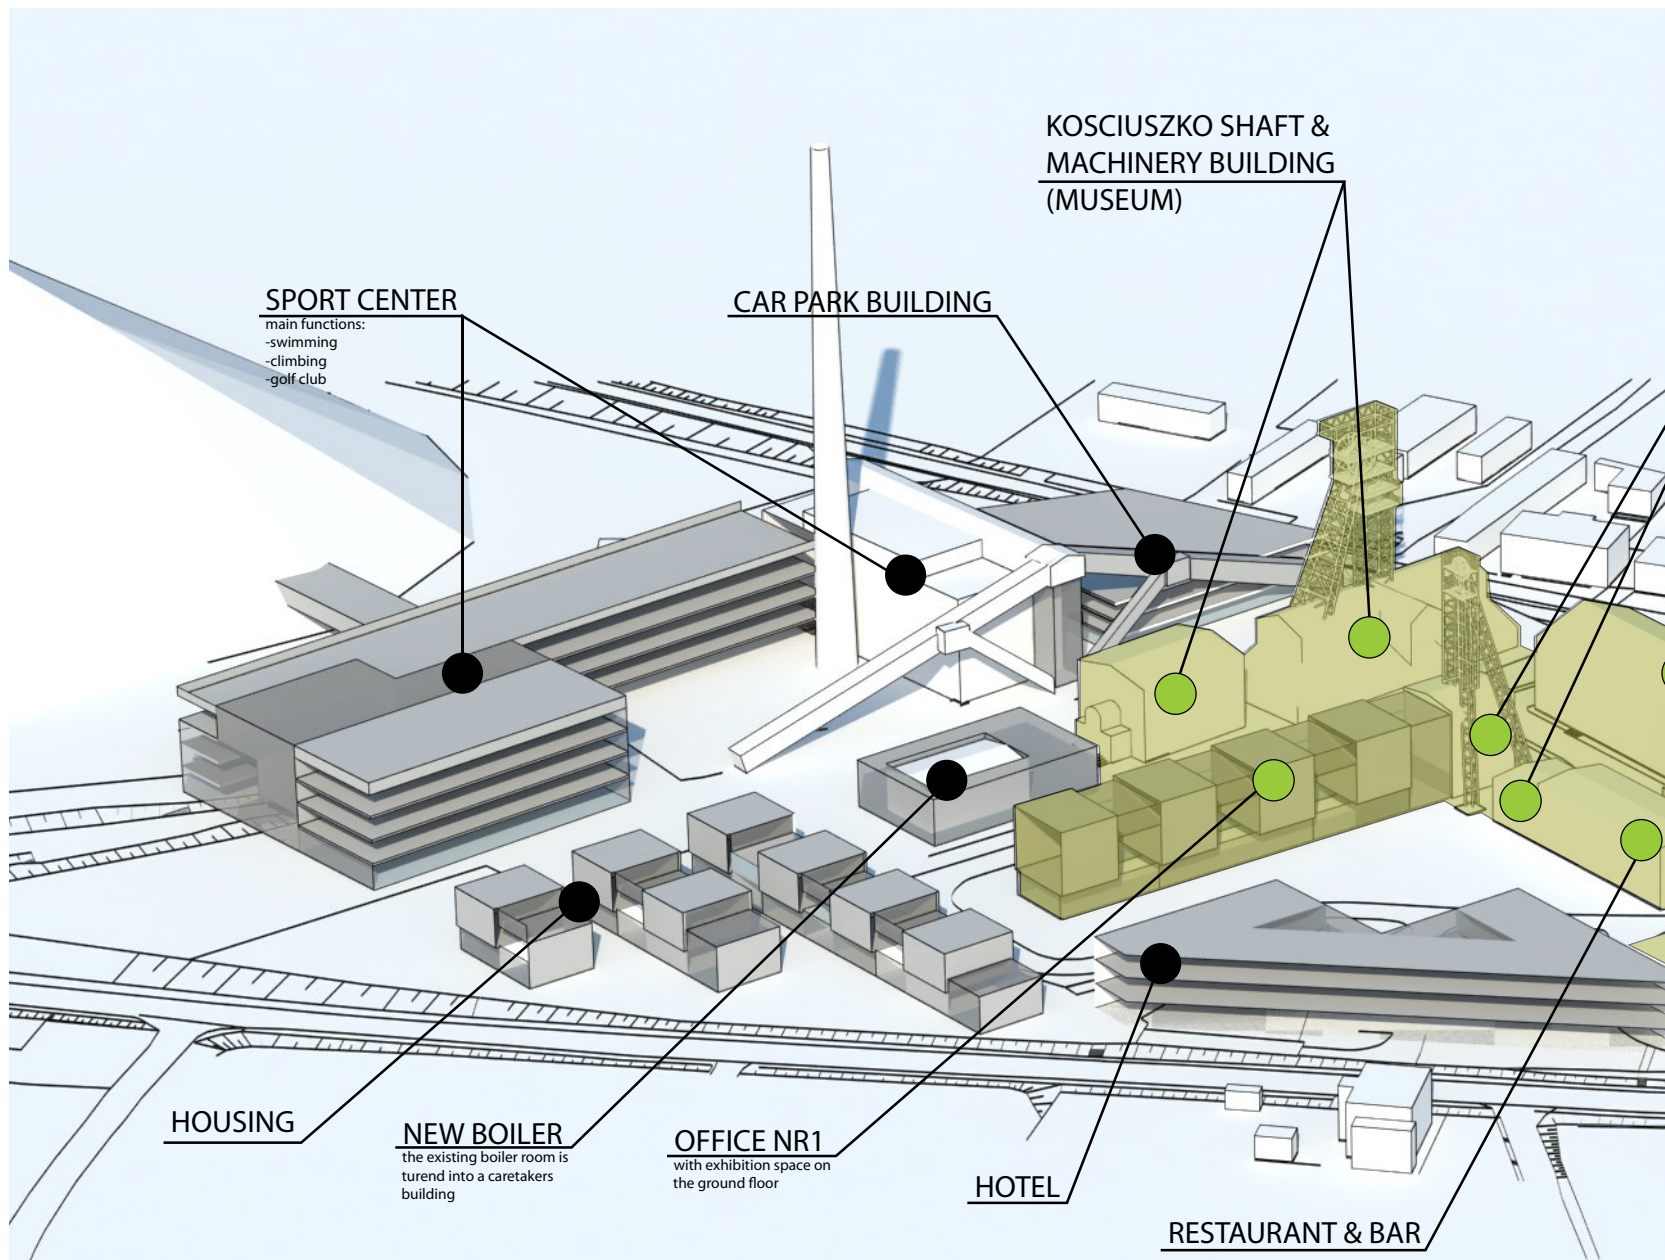 KOSCIUSZKO SHAFT &
MACHINERY BUILDING
(MUSEUM)
SPORT CENTER
main functions:
-swimming
-climbing
-golf club
CAR PARK BUILDING
HOUSING
NEW BOILER
the existing boiler room is
turend into a caretakers
building
OFFICE NR1
with exhibition space on
the ground floor
HOTEL
RESTAURANT & BAR